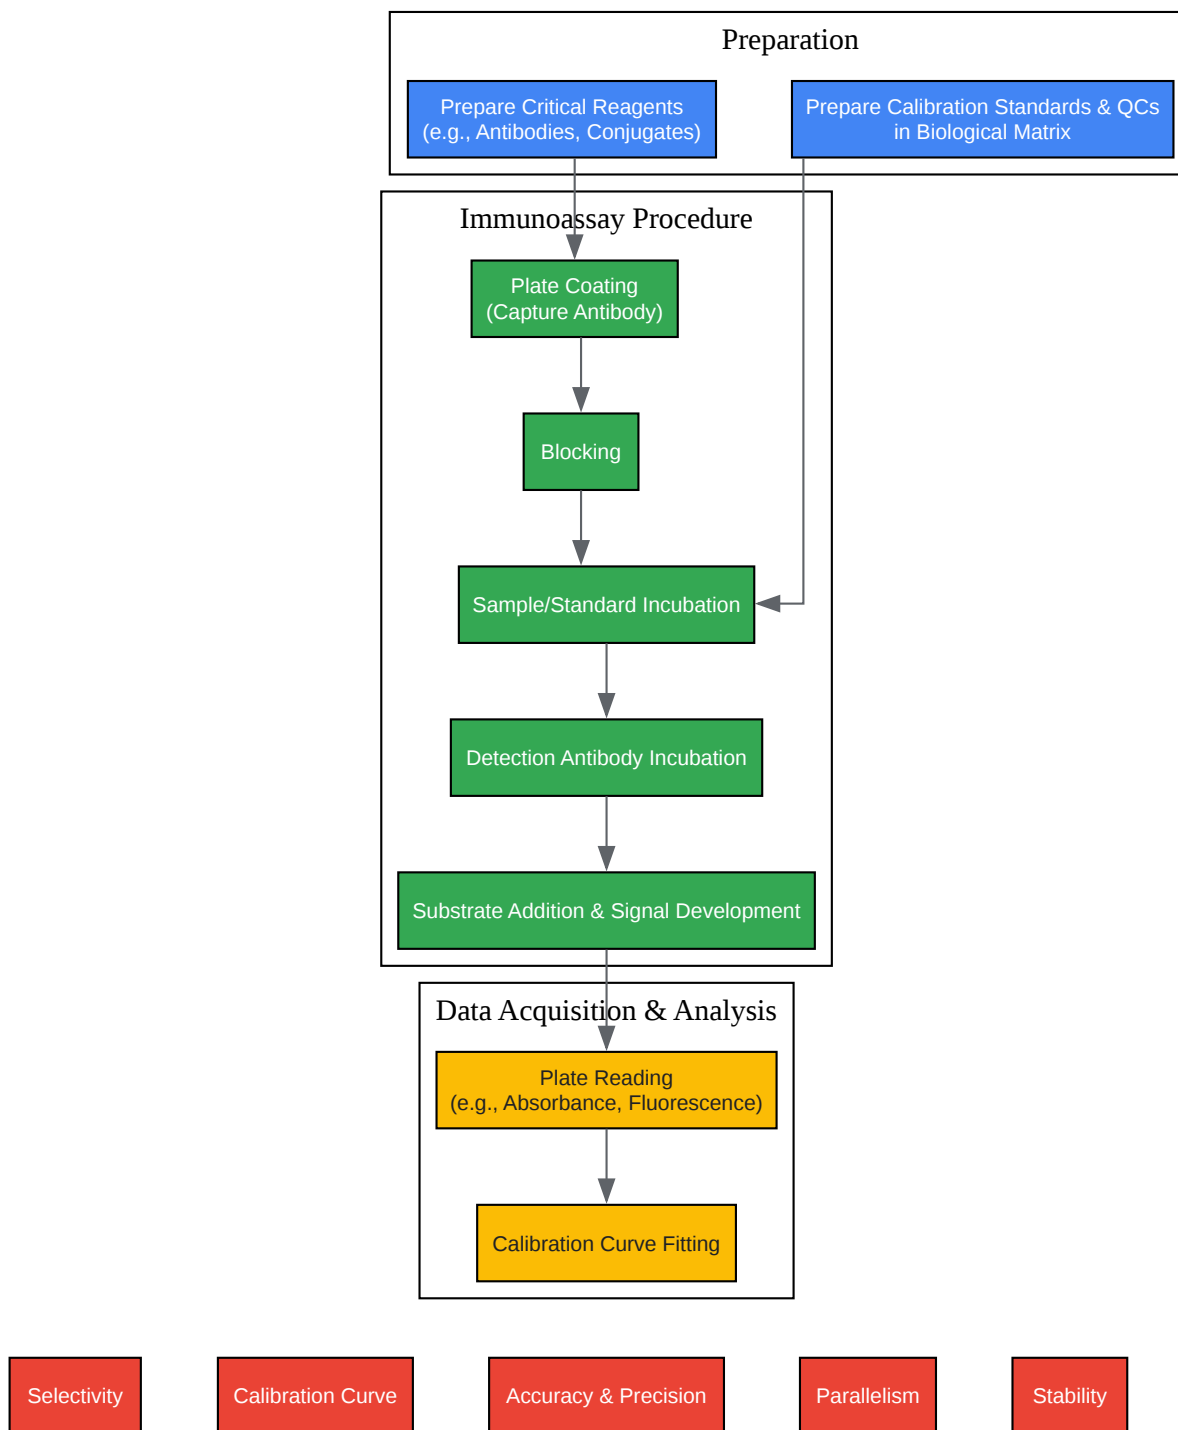 Preparation
Prepare Critical Reagents
(e.g., Antibodies, Conjugates)
Prepare Calibration Standards & QCs
in Biological Matrix
Immunoassay Procedure
Plate Coating
(Capture Antibody)
Blocking
Sample/Standard Incubation
Detection Antibody Incubation
Substrate Addition & Signal Development
Data Acquisition & Analysis
Plate Reading
(e.g., Absorbance, Fluorescence)
Calibration Curve Fitting
Selectivity
Calibration Curve
Accuracy & Precision
Parallelism
Stability